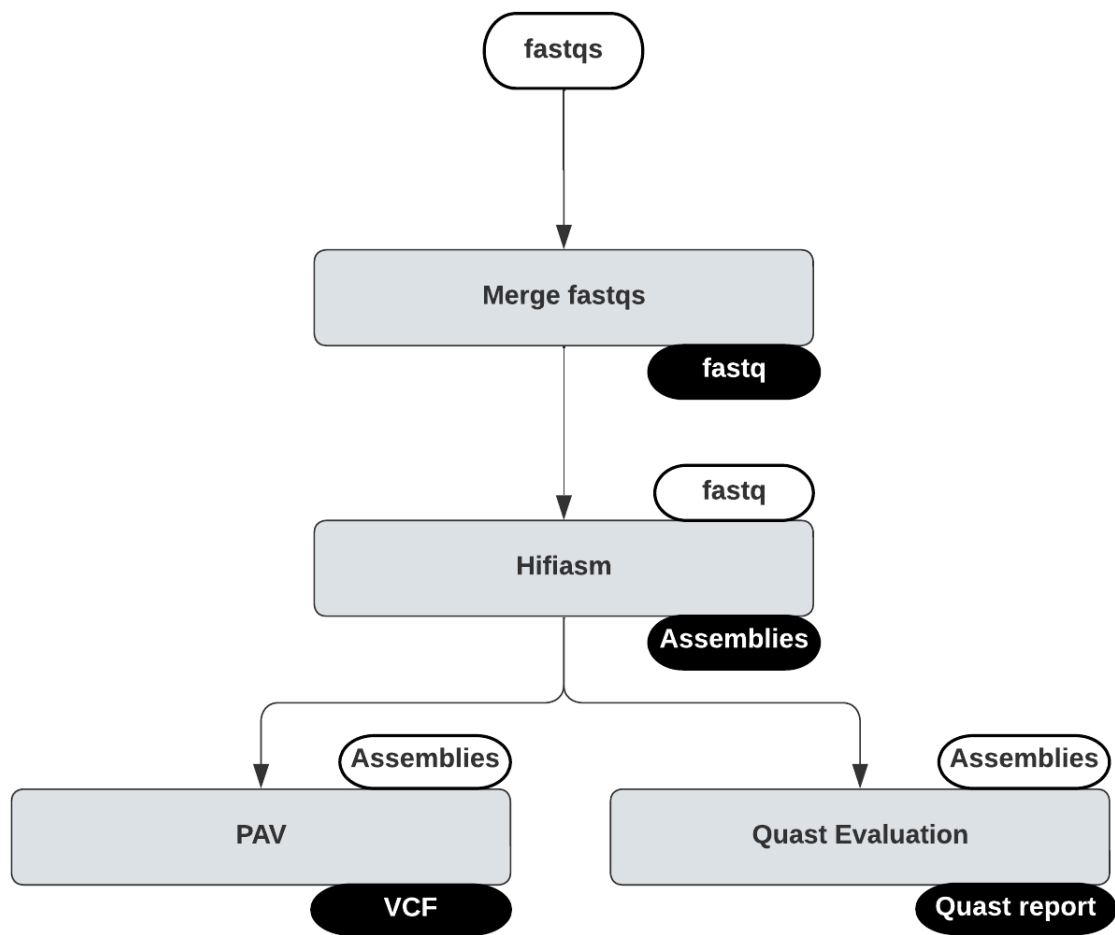 fastqs
Merge fastqs
fastq
fastq
Hifiasm
Assemblies
Assemblies
Assemblies
PAV
Quast Evaluation
VCF
Quast report